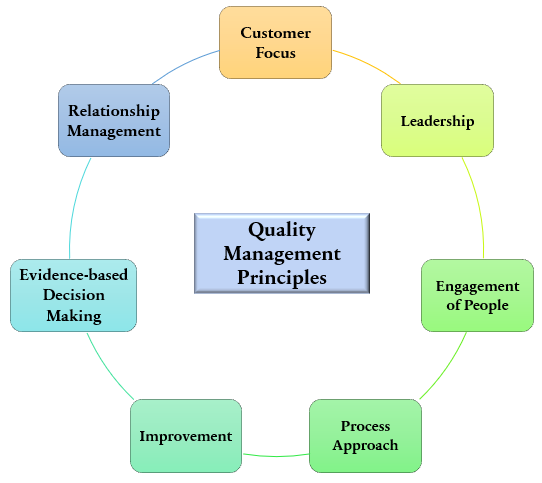 Customer
Focus
Leadership
Engagement
of People
Process
Approach
Improvement
Evidence-based
Decision
Making
Relationship
Management
Quality
Management
Principles